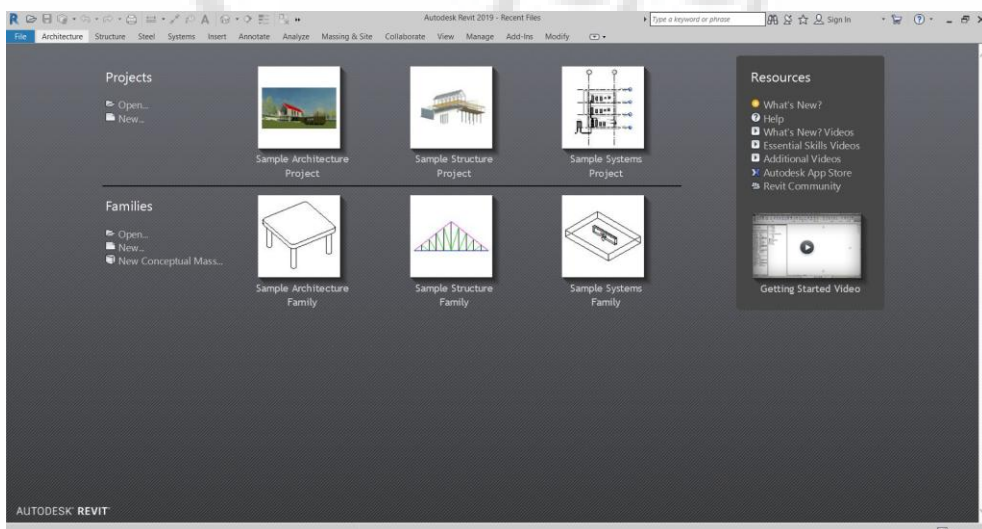 Autodesk Revit 2019 - Recent Files
Type a keyword or phrase
Sign In
File Architecture Structure Steel Systems Insert Annotate Analyze Massing & Site Collaborate View Manage Add-Ins Modify
Projects
Open...
New...
Sample Architecture
Project
Sample Structure
Project
Sample Systems
Project
Families
Open...
New...
New Conceptual Mass...
Sample Architecture
Family
Sample Structure
Family
Sample Systems
Family
Resources
What's New?
Help
What's New? Videos
Essential Skills Videos
Additional Videos
Autodesk App Store
Revit Community
Getting Started Video
AUTODESK® REVIT®